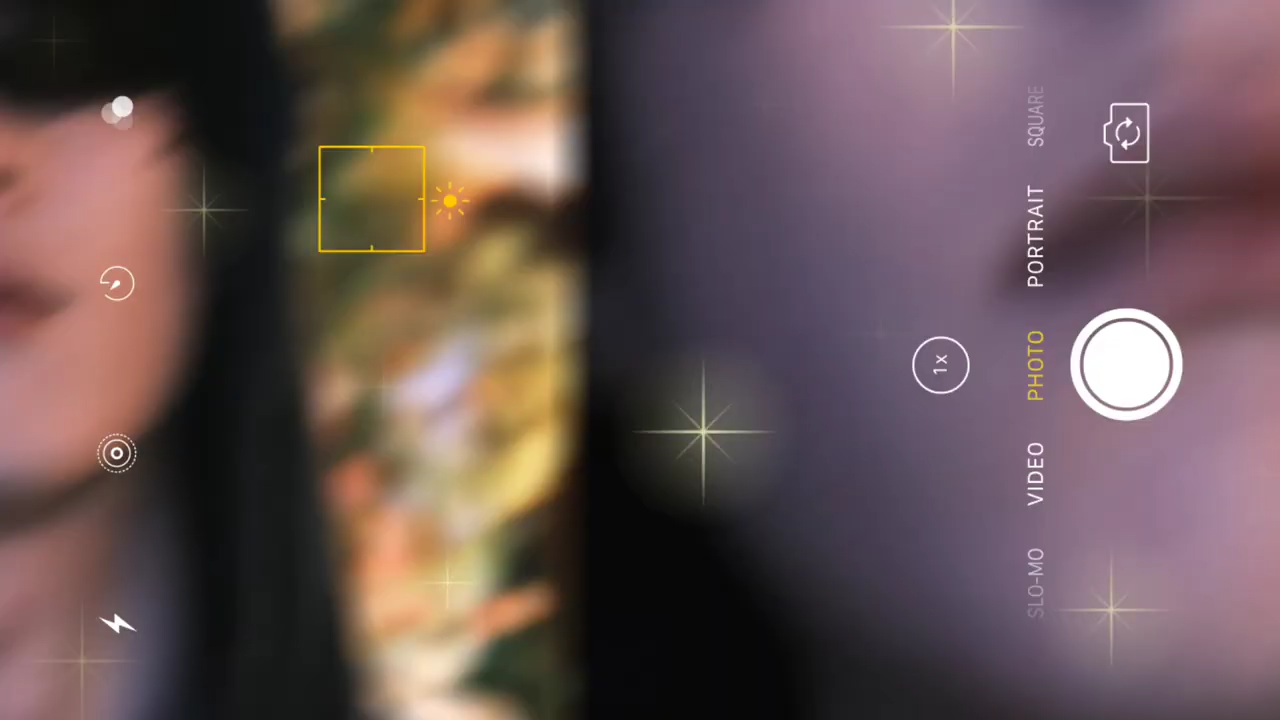 SQUARE
PORTRAIT
PHOTO
VIDEO
SLO-MO
1x